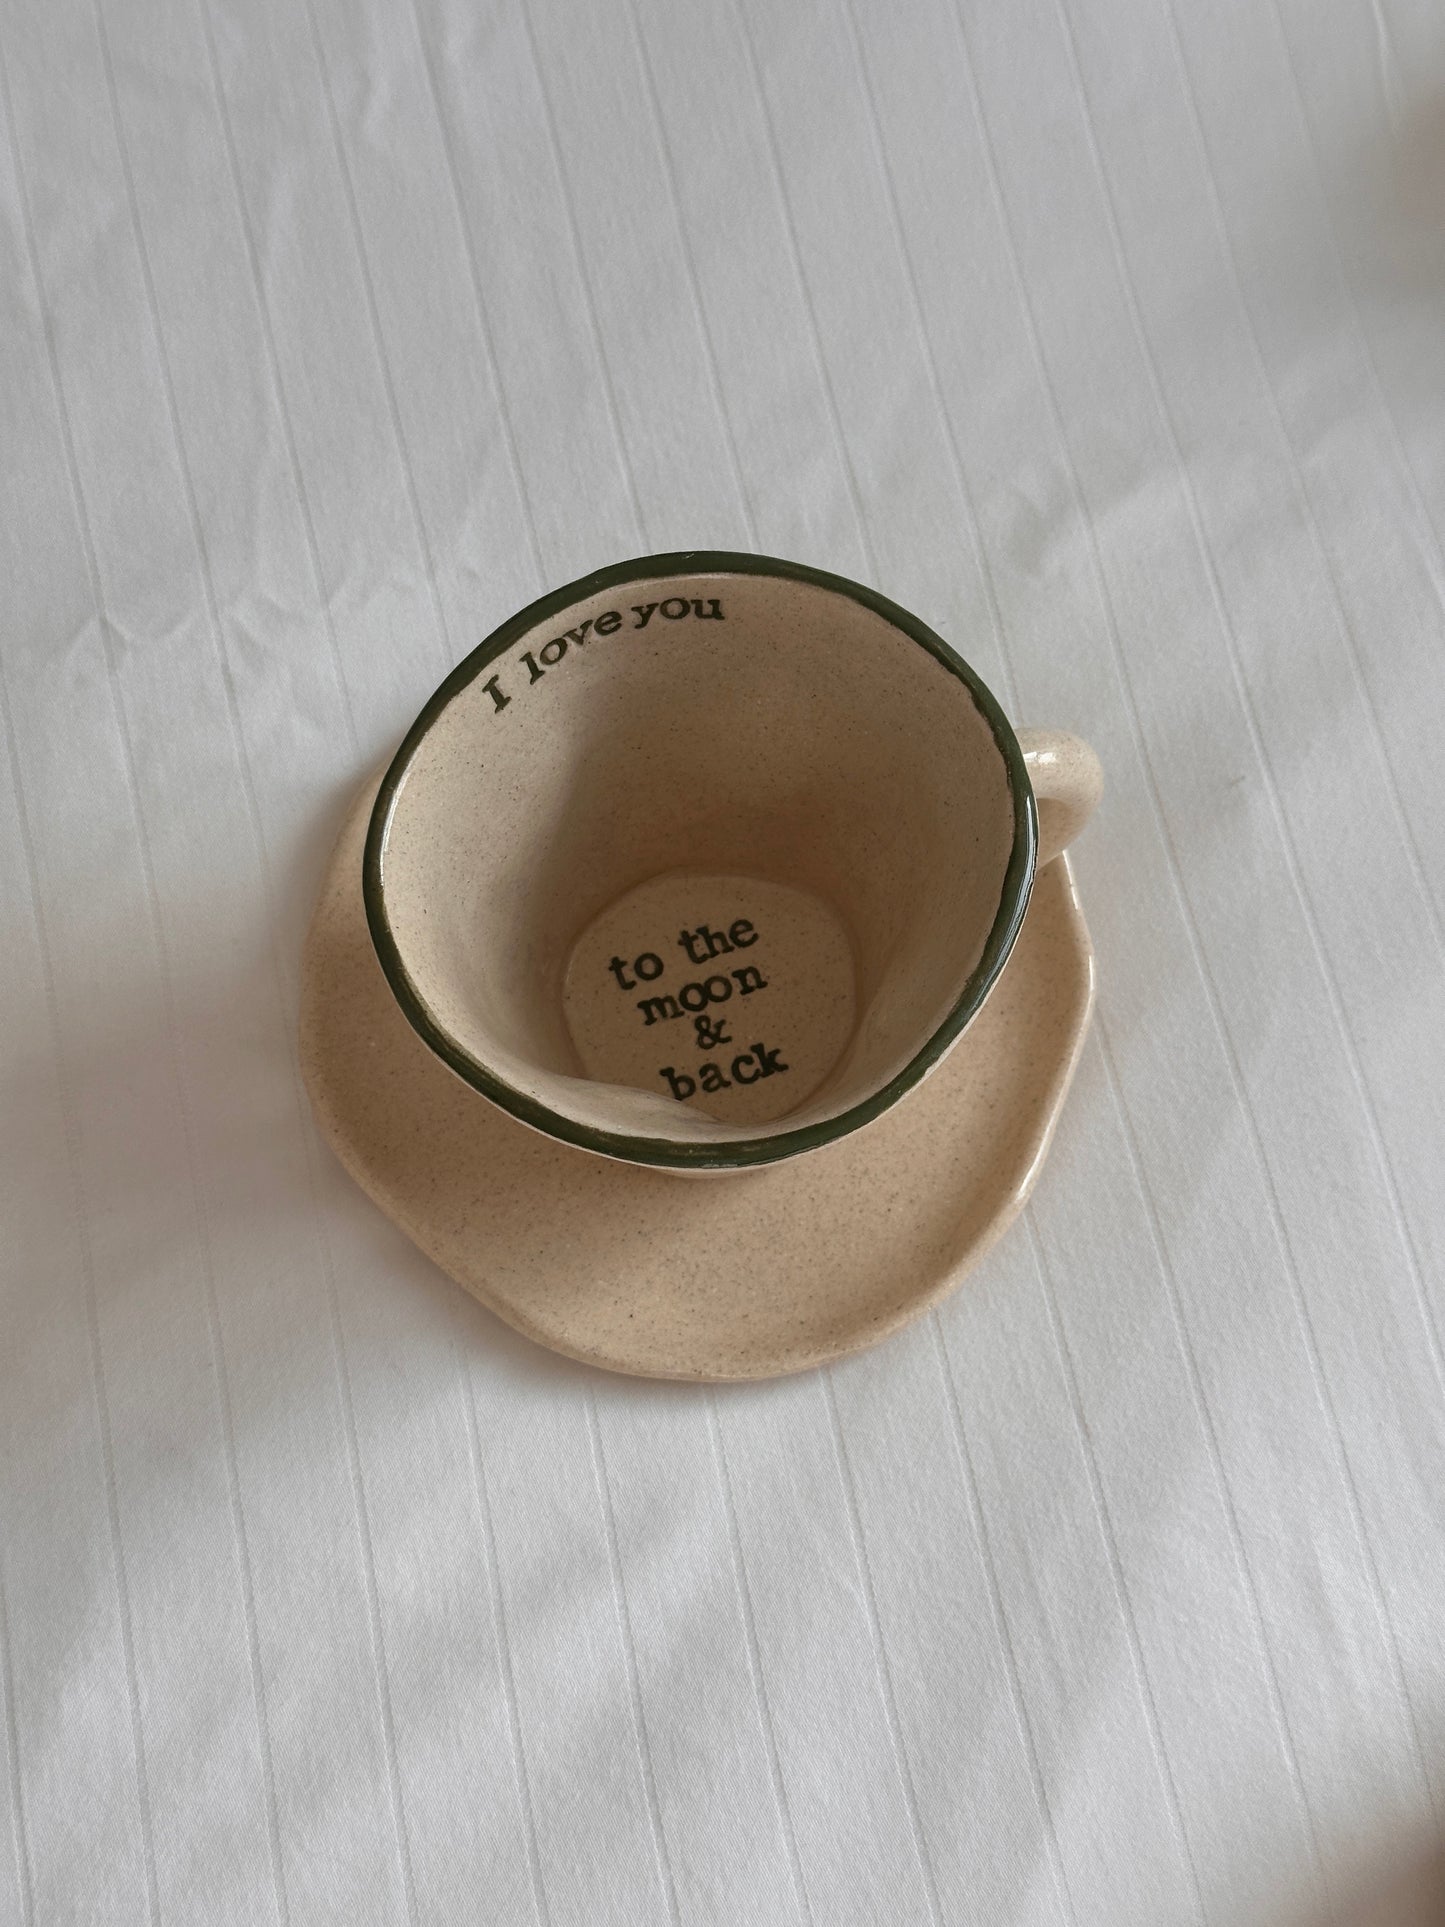 I love you
to the
moon
&
back